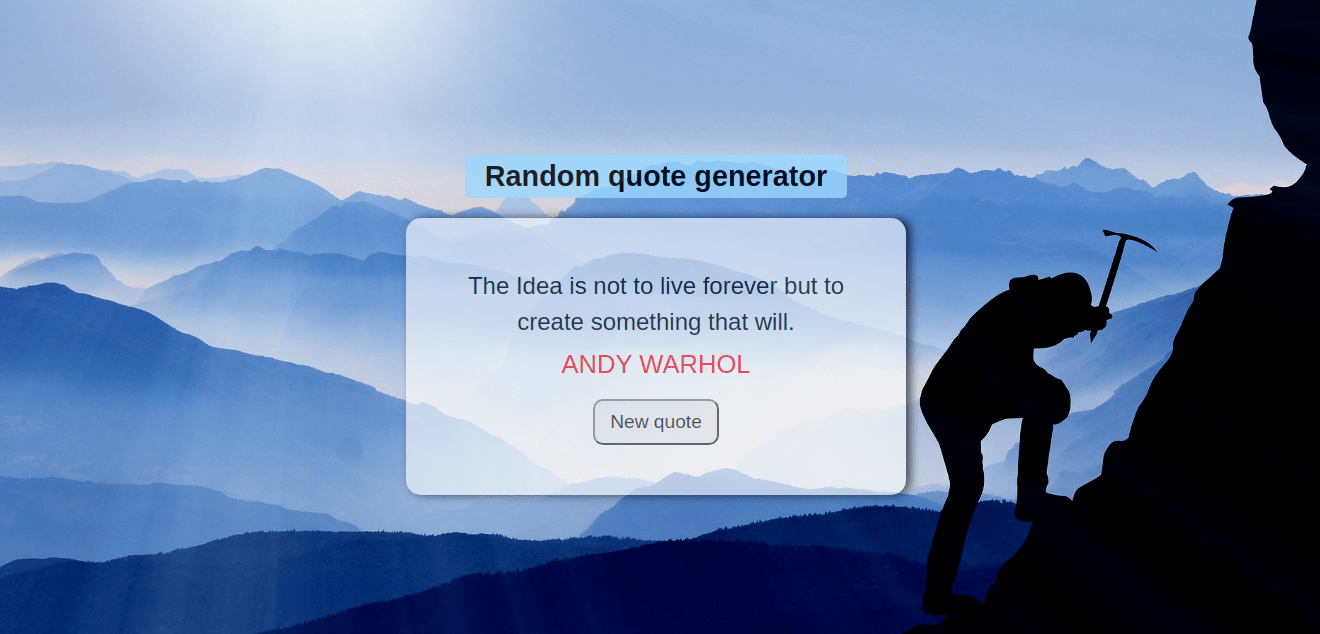 Random quote generator
The Idea is not to live forever but to
create something that will.
ANDY WARHOL
New quote